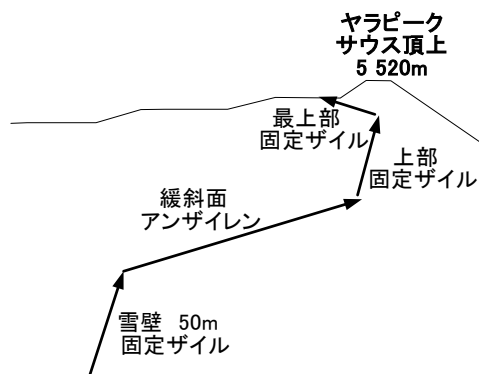 ヤラピーク
サウス頂上
5 520m
最上部
固定ザイル
上部
固定ザイル
緩斜面
アンザイレン
雪壁 50m
固定ザイル